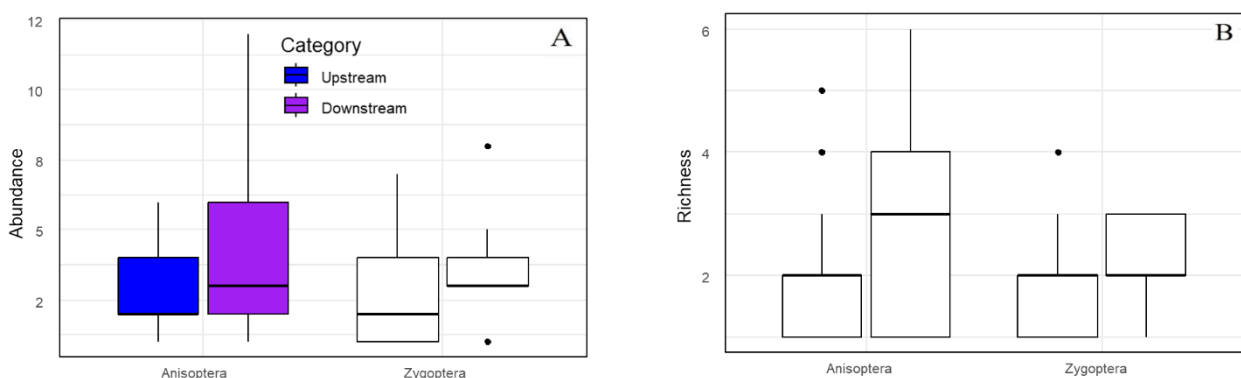 12
10
8
5
2
Abundance
A
Category
Upstream
Downstream
Anisoptera
Zygoptera
6
4
2
Richness
B
Anisoptera
Zygoptera